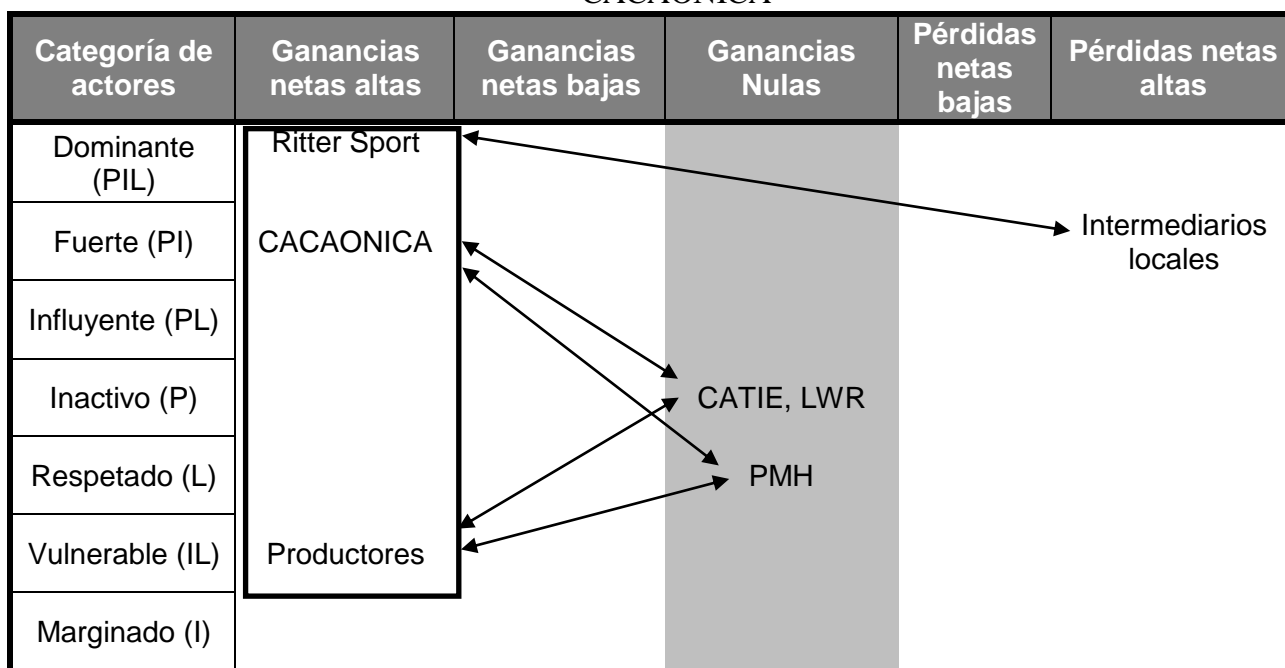 CACAONICA
Categoría de
actores
Ganancias
netas altas
Ganancias
netas bajas
Ganancias
Nulas
Pérdidas
netas
bajas
Pérdidas netas
altas
Dominante
(PIL)
Ritter Sport
Fuerte (PI)
CACAONICA
Intermediarios
locales
Influyente (PL)
Inactivo (P)
CATIE, LWR
Respetado (L)
PMH
Vulnerable (IL)
Productores
Marginado (I)